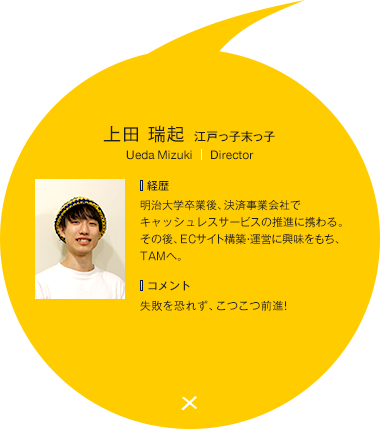 上田 瑞起 江戸っ子末っ子
Ueda Mizuki | Director
経歴
明治大学卒業後、決済事業会社で
キャッシュレスサービスの推進に携わる。
その後、ECサイト構築・運営に興味をもち、
TAMへ。
コメント
失敗を恐れず、こつこつ前進！